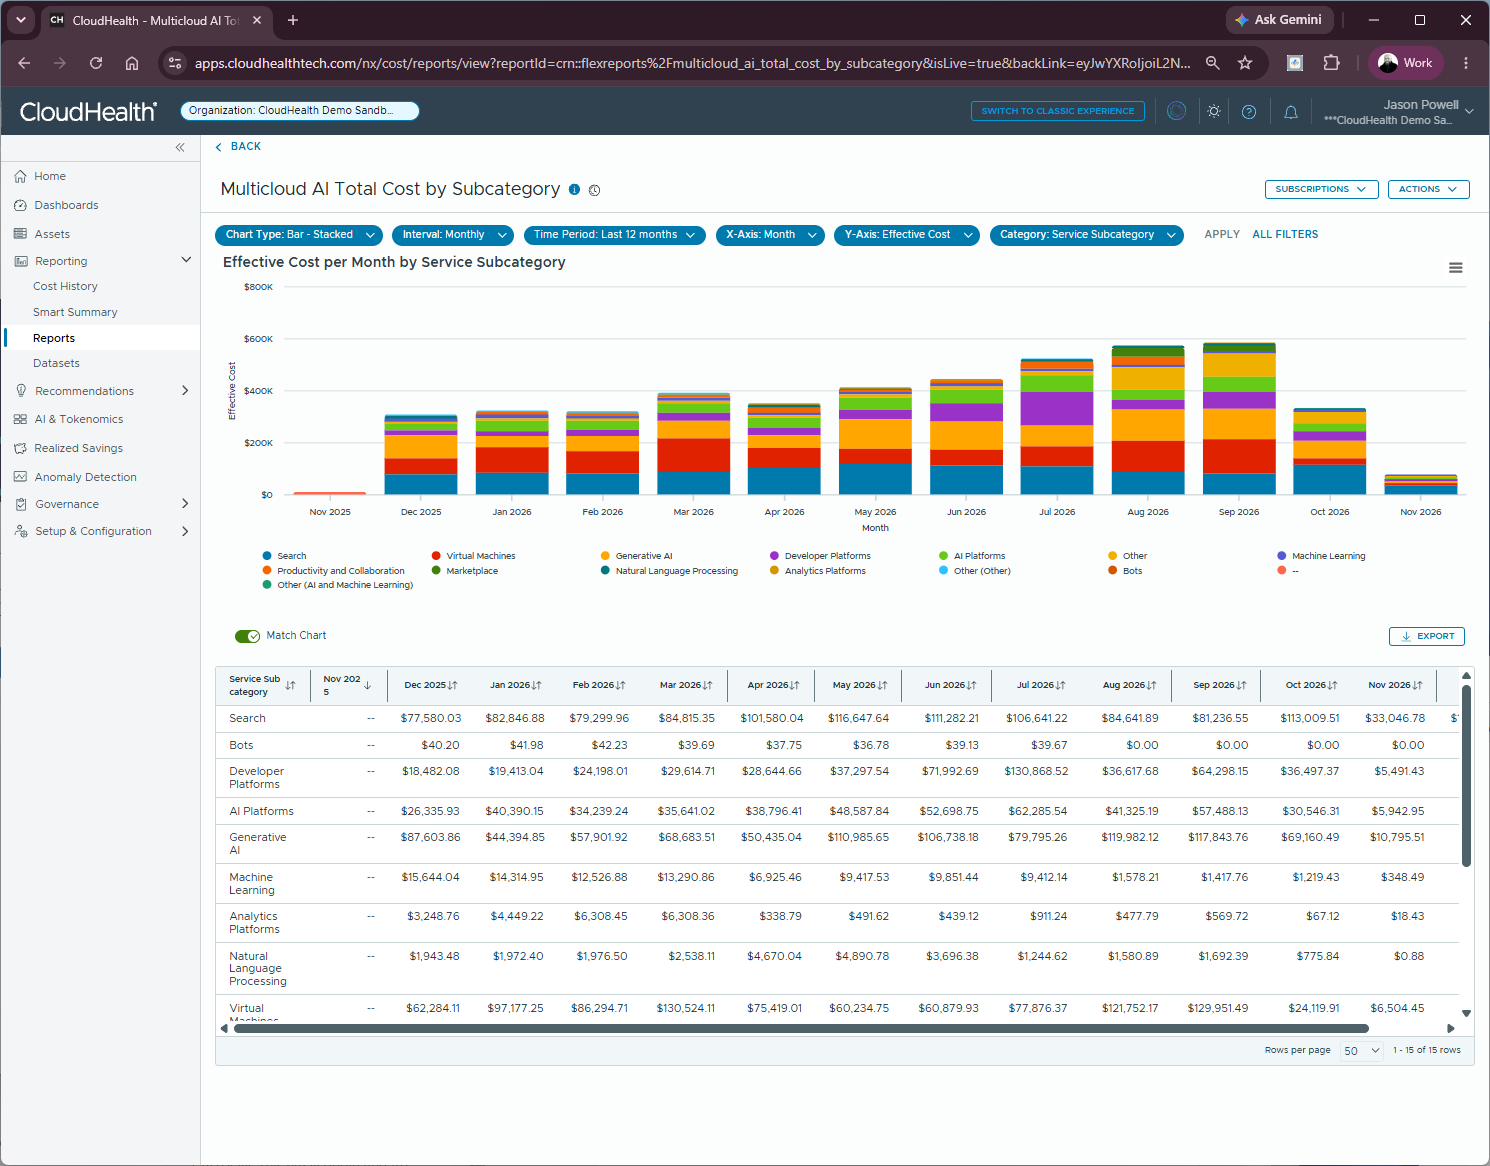 CH CloudHealth - Multicloud AI To
Ask Gemini
apps.cloudhealthtech.com/nx/cost/reports/view?reportId=crn::flexreports%2Fmulticloud_ai_total_cost_by_subcategory&isLive=true&backLink=eyJwYXRoIjoiL2N...
Work
CloudHealth
Organization: CloudHealth Demo Sandb...
SWITCH TO CLASSIC EXPERIENCE
Jason Powell
***CloudHealth Demo Sa...
Home
Dashboards
Assets
Reporting
Cost History
Smart Summary
Reports
Datasets
Recommendations
AI & Tokenomics
Realized Savings
Anomaly Detection
Governance
Setup & Configuration
BACK
Multicloud AI Total Cost by Subcategory
SUBSCRIPTIONS
ACTIONS
Chart Type: Bar - Stacked
Interval: Monthly
Time Period: Last 12 months
X-Axis: Month
Y-Axis: Effective Cost
Category: Service Subcategory
APPLY
ALL FILTERS
Effective Cost per Month by Service Subcategory
$800K
$600K
$400K
$200K
$0
Effective Cost
Nov 2025 Dec 2025 Jan 2026 Feb 2026 Mar 2026 Apr 2026 May 2026 Jun 2026 Jul 2026 Aug 2026 Sep 2026 Oct 2026 Nov 2026
Month
Search Virtual Machines Generative AI Developer Platforms AI Platforms Other Machine Learning
Productivity and Collaboration Marketplace Natural Language Processing Analytics Platforms Other (Other) Bots --
Other (AI and Machine Learning)
Match Chart
EXPORT
Service Sub category Nov 202 5 Dec 2025 Jan 2026 Feb 2026 Mar 2026 Apr 2026 May 2026 Jun 2026 Jul 2026 Aug 2026 Sep 2026 Oct 2026 Nov 2026
Search -- $77,580.03 $82,846.88 $79,299.96 $84,815.35 $101,580.04 $116,647.64 $111,282.21 $106,641.22 $84,641.89 $81,236.55 $113,009.51 $33,046.78
Bots -- $40.20 $41.98 $42.23 $39.69 $37.75 $36.78 $39.13 $39.67 $0.00 $0.00 $0.00 $0.00
Developer Platforms -- $18,482.08 $19,413.04 $24,198.01 $29,614.71 $28,644.66 $37,297.54 $71,992.69 $130,868.52 $36,617.68 $64,298.15 $36,497.37 $5,491.43
AI Platforms -- $26,335.93 $40,390.15 $34,239.24 $35,641.02 $38,796.41 $48,587.84 $52,698.75 $62,285.54 $41,325.19 $57,488.13 $30,546.31 $5,942.95
Generative AI -- $87,603.86 $44,394.85 $57,901.92 $68,683.51 $50,435.04 $110,985.65 $106,738.18 $79,795.26 $119,982.12 $117,843.76 $69,160.49 $10,795.51
Machine Learning -- $15,644.04 $14,314.95 $12,526.88 $13,290.86 $6,925.46 $9,417.53 $9,851.44 $9,412.14 $1,578.21 $1,417.76 $1,219.43 $348.49
Analytics Platforms -- $3,248.76 $4,449.22 $6,308.45 $6,308.36 $338.79 $491.62 $439.12 $911.24 $477.79 $569.72 $67.12 $18.43
Natural Language Processing -- $1,943.48 $1,972.40 $1,976.50 $2,538.11 $4,670.04 $4,890.78 $3,696.38 $1,244.62 $1,580.89 $1,692.39 $775.84 $0.88
Virtual Machines -- $62,284.11 $97,177.25 $86,294.71 $130,524.11 $75,419.01 $60,234.75 $60,879.93 $77,876.37 $121,752.17 $129,951.49 $24,119.91 $6,504.45
Rows per page 50 1 - 15 of 15 rows